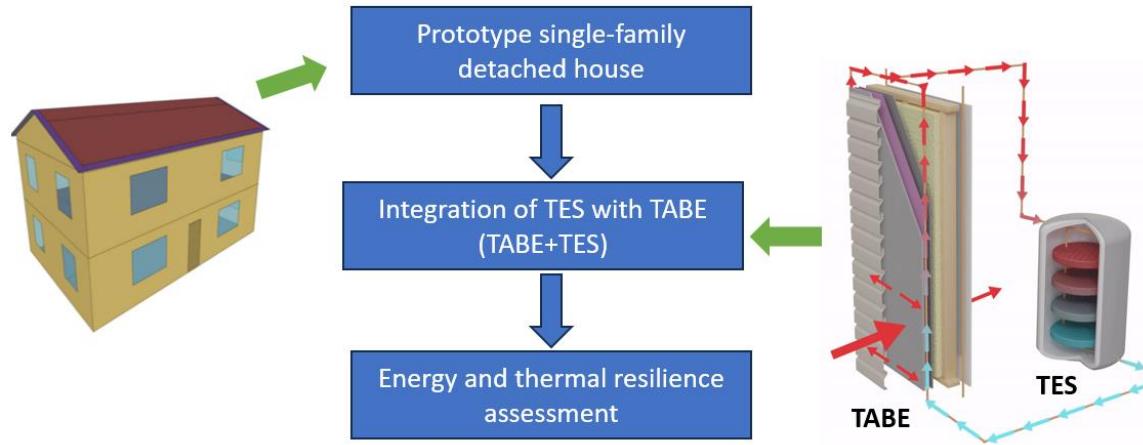 Prototype single-family
detached house
Integration of TES with TABE
(TABE+TES)
Energy and thermal resilience
assessment
TABE
TES